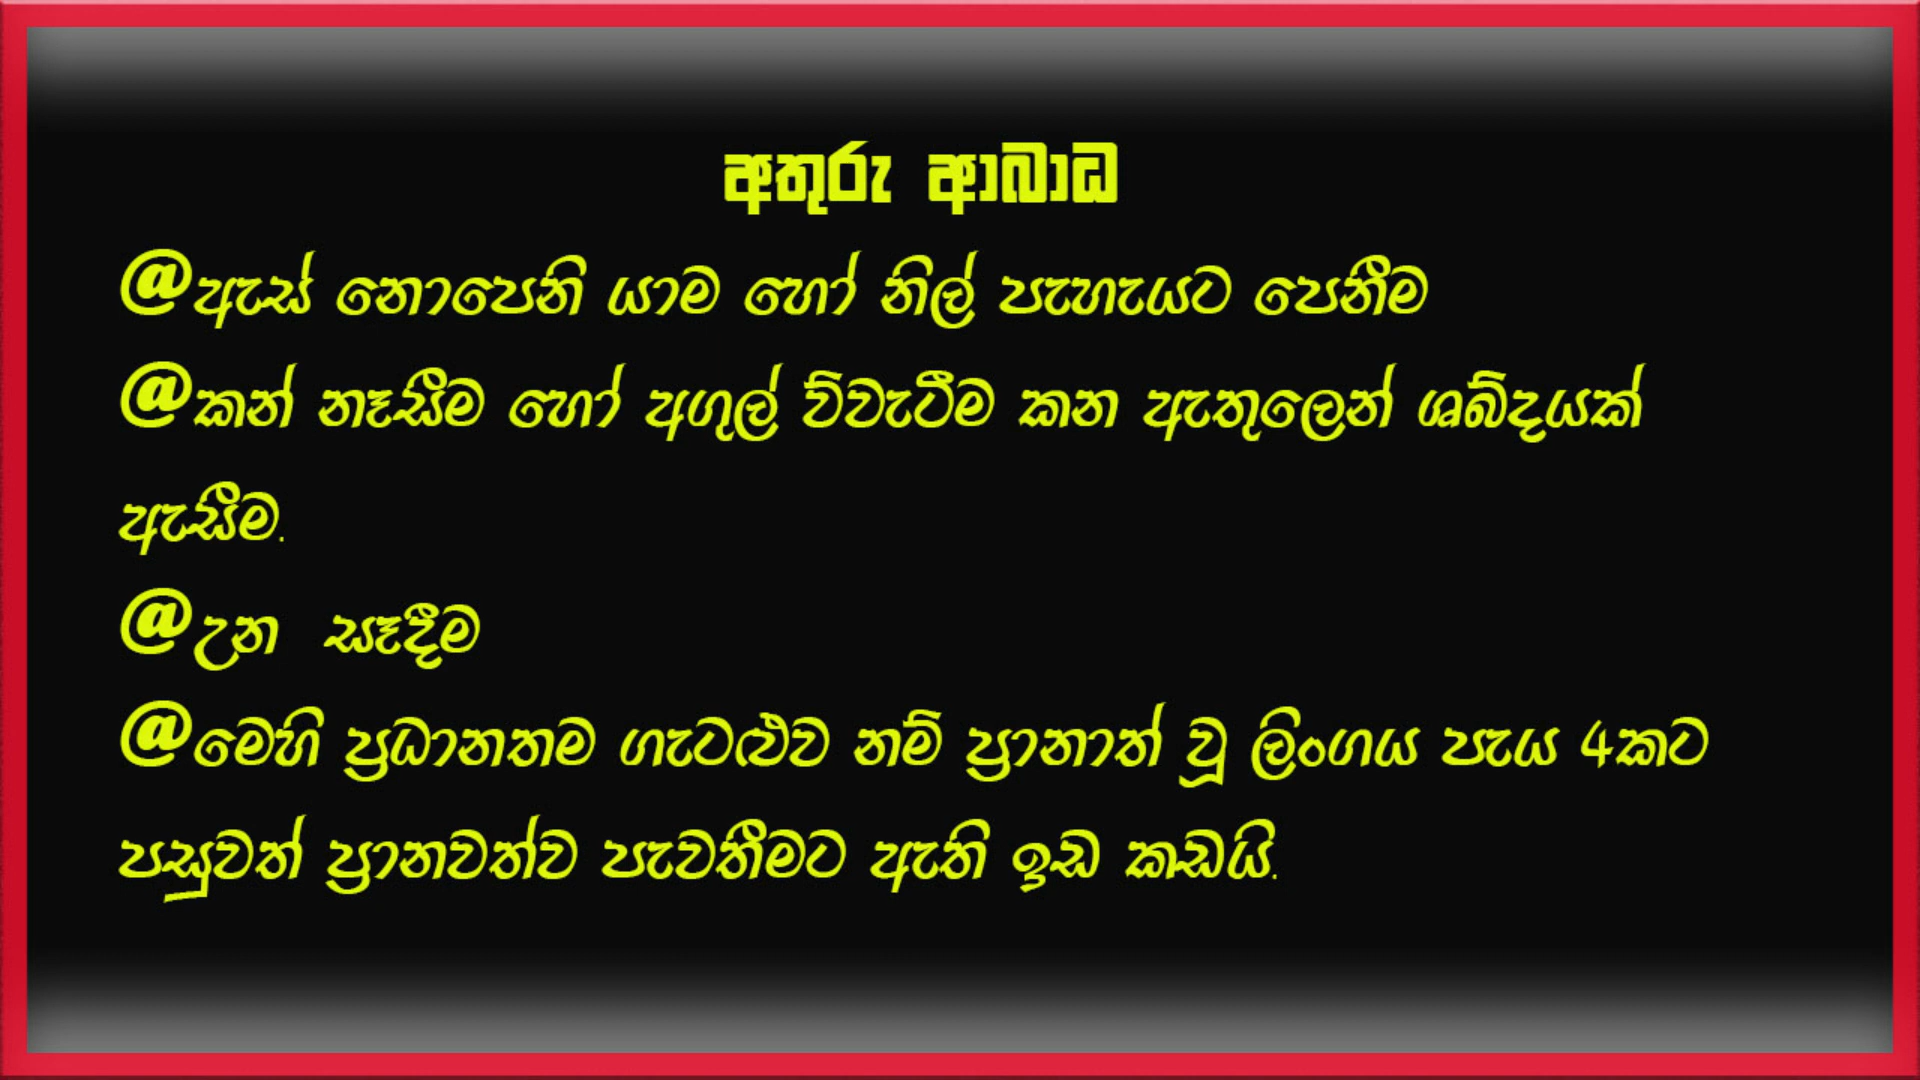 අතුරු ආබාධ
@ඇස් නොපෙනි යාම හෝ නිල් පැහැයට පෙනීම
@කන් නෑසීම හෝ අගුල් ව්වැටීම කන ඇතුලෙන් ශබ්දයක්
ඇසීම.
@උන සෑදීම
@මෙහි ප්‍රධානතම ගැටළුව නම් ප්‍රානාත් වූ ලිංගය පැය 4කට
පසුවත් ප්‍රානවත්ව පැවතීමට ඇති ඉඩ කඩයි.